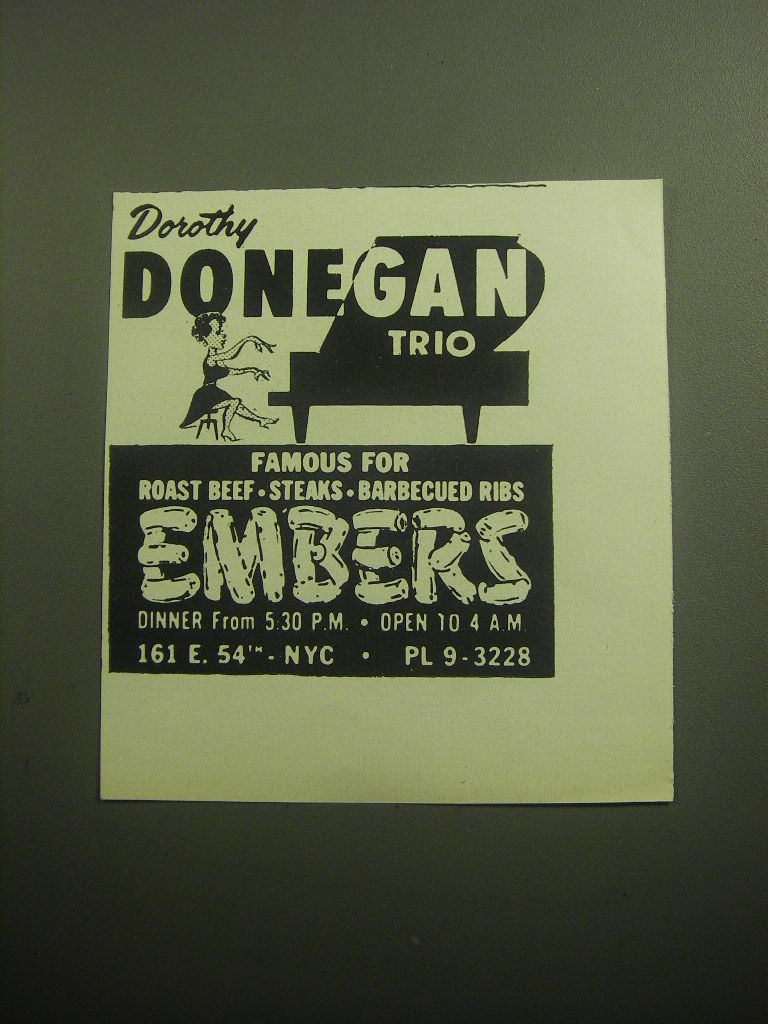 Dorothy
DONEGAN
TRIO
FAMOUS FOR
ROAST BEEF • STEAKS • BARBECUED RIBS
EMBERS
DINNER From 5:30 P.M. • OPEN TO 4 A.M.
161 E. 54TH - NYC • PL 9-3228